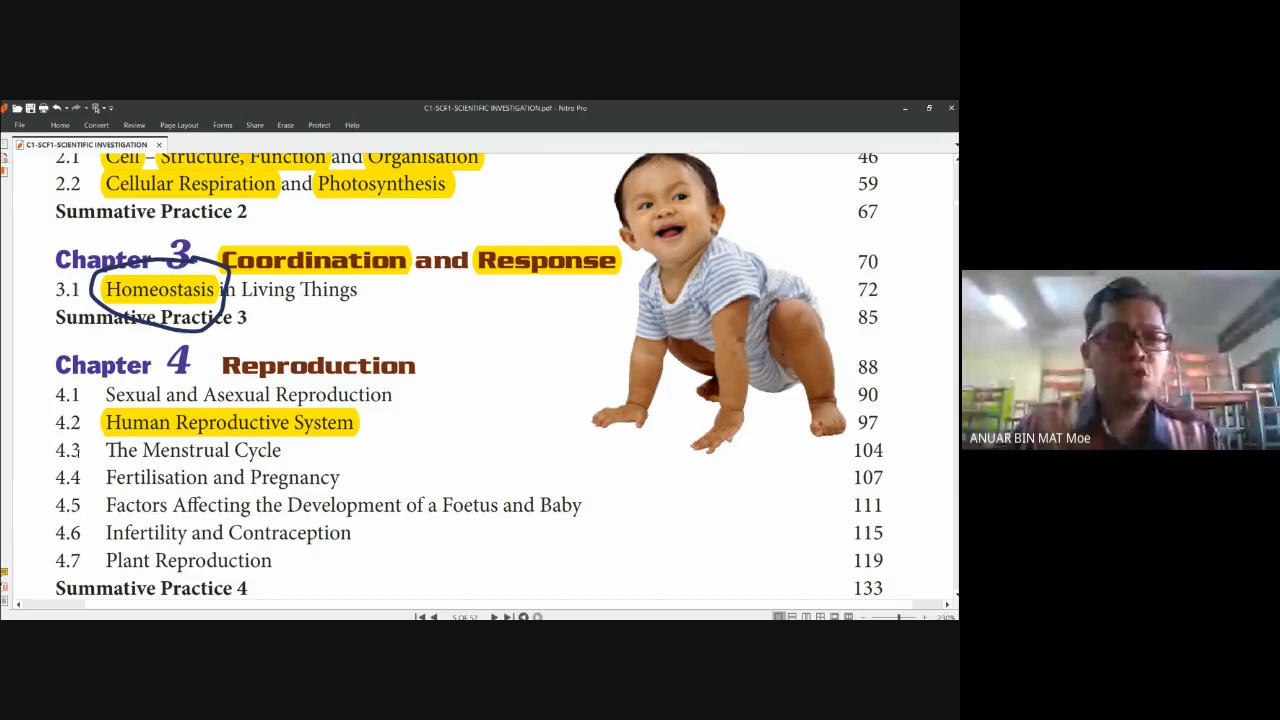 C1-SCF1-SCIENTIFIC INVESTIGATION.pdf - Nitro Pro
File Home Convert Review Page Layout Forms Share Erase Protect Help
C1-SCF1-SCIENTIFIC INVESTIGATION
2.1 Cell – Structure, Function and Organisation 46
2.2 Cellular Respiration and Photosynthesis 59
Summative Practice 2 67
Chapter 3 Coordination and Response 70
3.1 Homeostasis in Living Things 72
Summative Practice 3 85
Chapter 4 Reproduction 88
4.1 Sexual and Asexual Reproduction 90
4.2 Human Reproductive System 97
4.3 The Menstrual Cycle 104
4.4 Fertilisation and Pregnancy 107
4.5 Factors Affecting the Development of a Foetus and Baby 111
4.6 Infertility and Contraception 115
4.7 Plant Reproduction 119
Summative Practice 4 133
5 OF 52
230%
ANUAR BIN MAT Moe